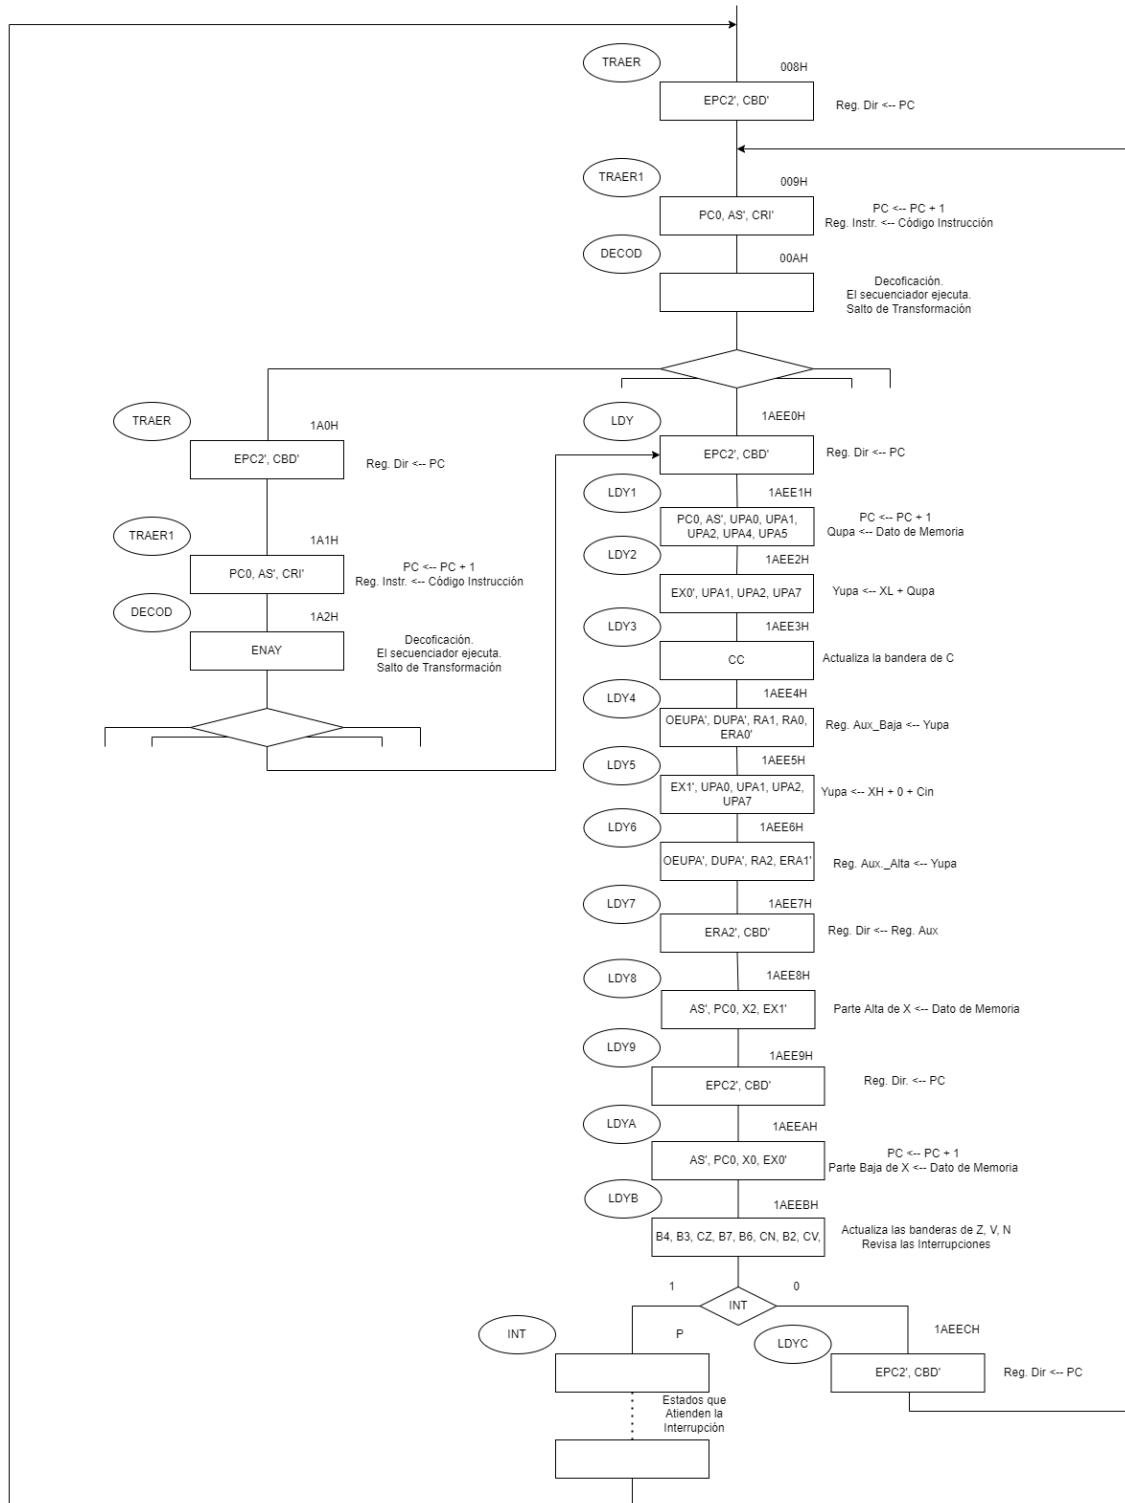 TRAER
008H
EPC2', CBD'
Reg. Dir <-- PC
TRAER1
009H
PC0, AS', CRI'
PC <-- PC + 1
Reg. Instr. <-- Código Instrucción
DECOD
00AH
Decoficación.
El secuenciador ejecuta.
Salto de Transformación
TRAER
1A0H
EPC2', CBD'
Reg. Dir <-- PC
TRAER1
1A1H
PC0, AS', CRI'
PC <-- PC + 1
Reg. Instr. <-- Código Instrucción
DECOD
1A2H
ENAY
Decoficación.
El secuenciador ejecuta.
Salto de Transformación
LDY
1AEE0H
EPC2', CBD'
Reg. Dir <-- PC
LDY1
1AEE1H
PC0, AS', UPA0, UPA1,
UPA2, UPA4, UPA5
PC <-- PC + 1
Qupa <-- Dato de Memoria
LDY2
1AEE2H
EX0', UPA1, UPA2, UPA7
Yupa <-- XL + Qupa
LDY3
1AEE3H
CC
Actualiza la bandera de C
LDY4
1AEE4H
OEUPA', DUPA', RA1, RA0,
ERA0'
Reg. Aux_Baja <-- Yupa
LDY5
1AEE5H
EX1', UPA0, UPA1, UPA2,
UPA7
Yupa <-- XH + 0 + Cin
LDY6
1AEE6H
OEUPA', DUPA', RA2, ERA1'
Reg. Aux._Alta <-- Yupa
LDY7
1AEE7H
ERA2', CBD'
Reg. Dir <-- Reg. Aux
LDY8
1AEE8H
AS', PC0, X2, EX1'
Parte Alta de X <-- Dato de Memoria
LDY9
1AEE9H
EPC2', CBD'
Reg. Dir. <-- PC
LDYA
1AEEAH
AS', PC0, X0, EX0'
PC <-- PC + 1
Parte Baja de X <-- Dato de Memoria
LDYB
1AEEBH
B4, B3, CZ, B7, B6, CN, B2, CV,
Actualiza las banderas de Z, V, N
Revisa las Interrupciones
1
0
INT
INT
P
LDYC
1AEECH
EPC2', CBD'
Reg. Dir <-- PC
Estados que
Atienden la
Interrupción